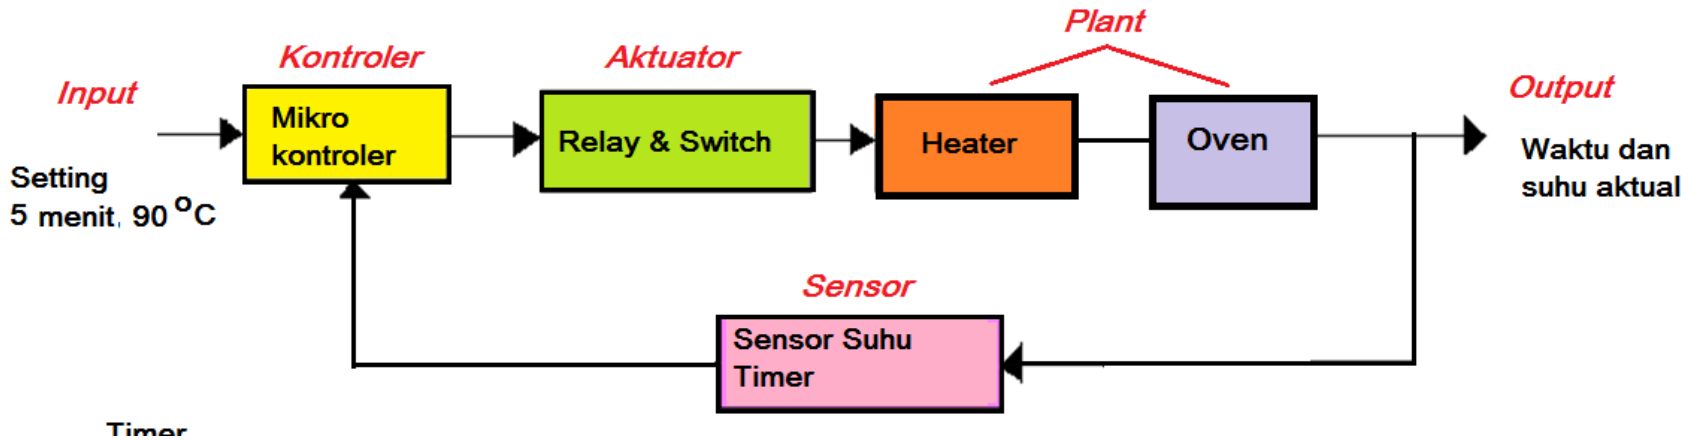 Plant
Kontroler
Aktuator
Input
Output
Mikro
kontroler
Relay & Switch
Heater
Oven
Waktu dan
suhu aktual
Setting
5 menit, 90 °C
Sensor
Sensor Suhu
Timer
Timer